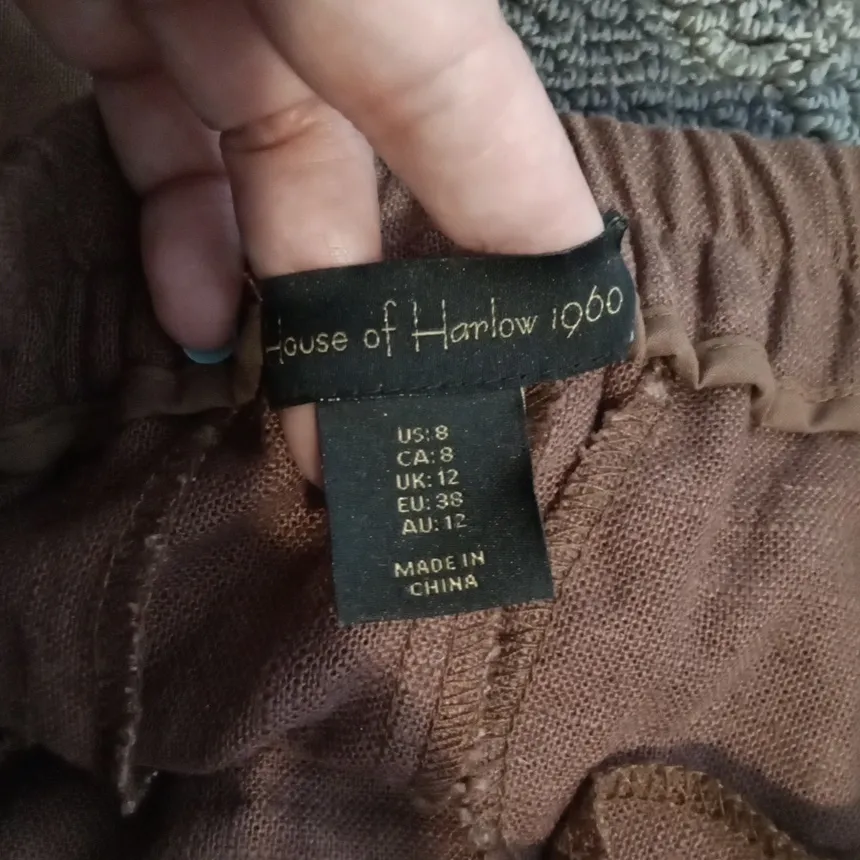 House of Harlow 1960
US: 8
CA: 8
UK: 12
EU: 38
AU: 12
MADE IN
CHINA